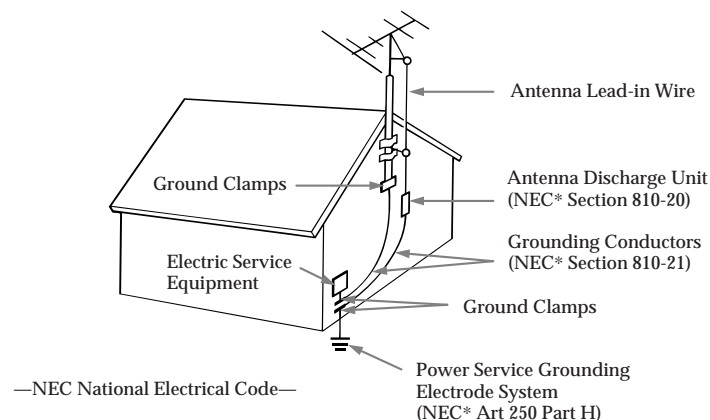 Antenna Lead-in Wire
Ground Clamps
Antenna Discharge Unit
(NEC* Section 810-20)
Grounding Conductors
(NEC* Section 810-21)
Electric Service
Equipment
Ground Clamps
Power Service Grounding
Electrode System
(NEC* Art 250 Part H)
—NEC National Electrical Code—